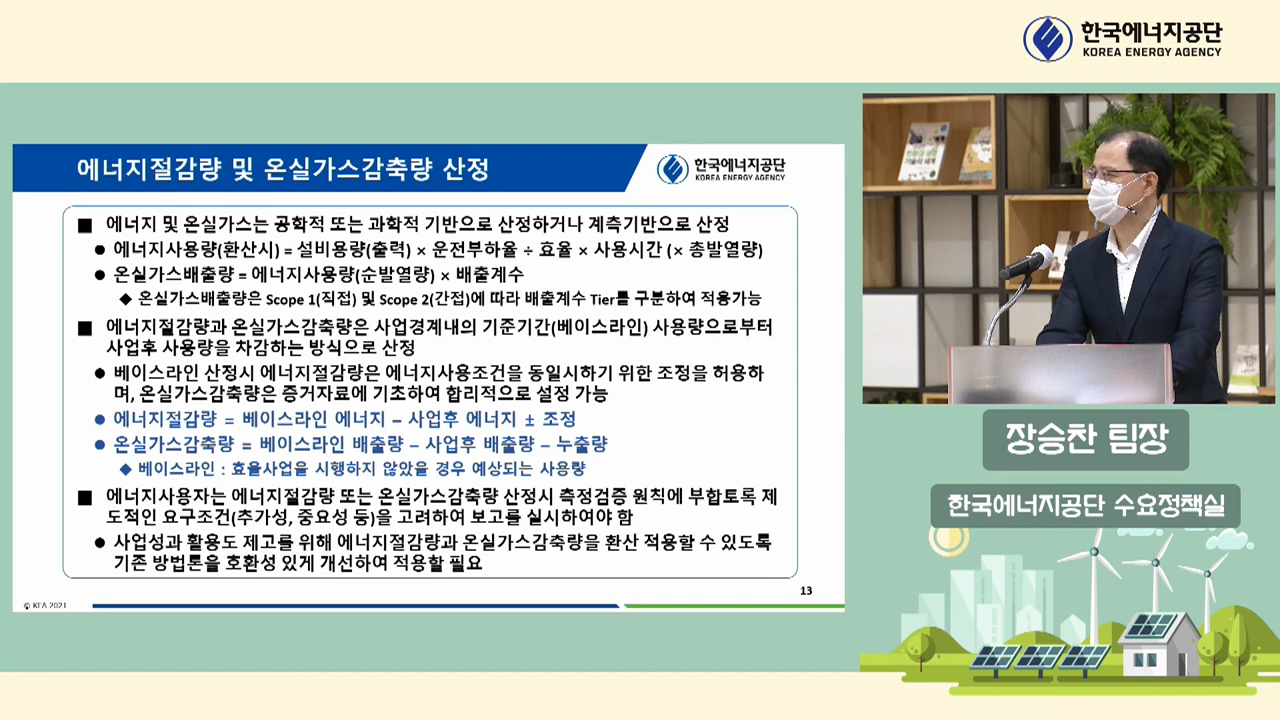 한국에너지공단
KOREA ENERGY AGENCY
에너지절감량 및 온실가스감축량 산정
한국에너지공단
KOREA ENERGY AGENCY
■ 에너지 및 온실가스는 공학적 또는 과학적 기반으로 산정하거나 계측기반으로 산정
● 에너지사용량(환산시) = 설비용량(출력) × 운전부하율 ÷ 효율 × 사용시간 (× 총발열량)
● 온실가스배출량 = 에너지사용량(순발열량) × 배출계수
◆ 온실가스배출량은 Scope 1(직접) 및 Scope 2(간접)에 따라 배출계수 Tier를 구분하여 적용가능
■ 에너지절감량과 온실가스감축량은 사업경계내의 기준기간(베이스라인) 사용량으로부터
사업후 사용량을 차감하는 방식으로 산정
● 베이스라인 산정시 에너지절감량은 에너지사용조건을 동일시하기 위한 조정을 허용하
며, 온실가스감축량은 증거자료에 기초하여 합리적으로 설정 가능
● 에너지절감량 = 베이스라인 에너지 – 사업후 에너지 ± 조정
● 온실가스감축량 = 베이스라인 배출량 – 사업후 배출량 – 누출량
◆ 베이스라인 : 효율사업을 시행하지 않았을 경우 예상되는 사용량
■ 에너지사용자는 에너지절감량 또는 온실가스감축량 산정시 측정검증 원칙에 부합토록 제
도적인 요구조건(추가성, 중요성 등)을 고려하여 보고를 실시하여야 함
● 사업성과 활용도 제고를 위해 에너지절감량과 온실가스감축량을 환산 적용할 수 있도록
기존 방법론을 호환성 있게 개선하여 적용할 필요
13
© KEA 2021
장승찬 팀장
한국에너지공단 수요정책실